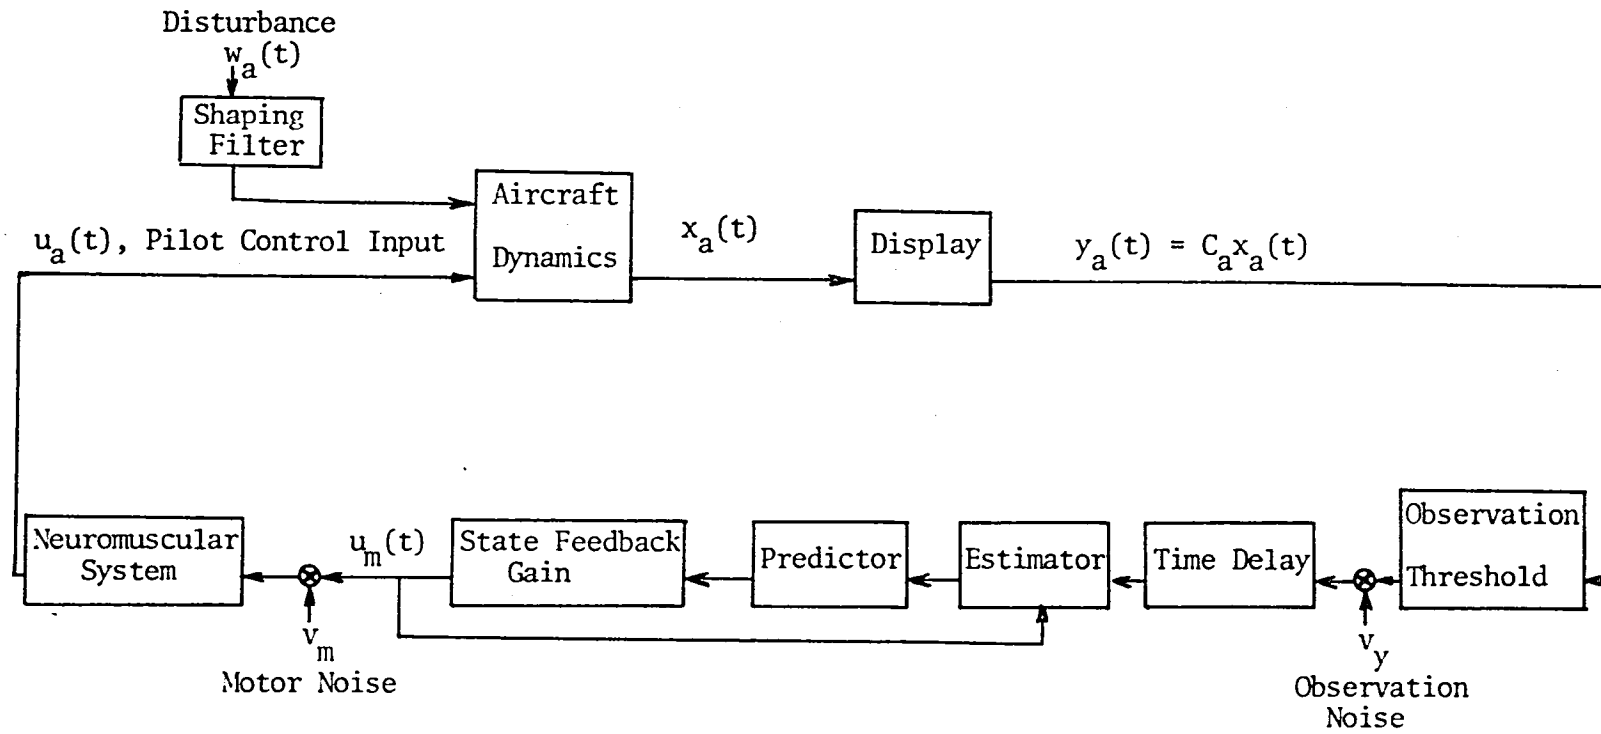 Disturbance
w_a(t)
Shaping
Filter
Aircraft
Dynamics
u_a(t), Pilot Control Input
x_a(t)
Display
y_a(t) = C_a x_a(t)
Neuromuscular
System
u_m(t)
State Feedback
Gain
Predictor
Estimator
Time Delay
Observation
Threshold
v_m
Motor Noise
v_y
Observation
Noise